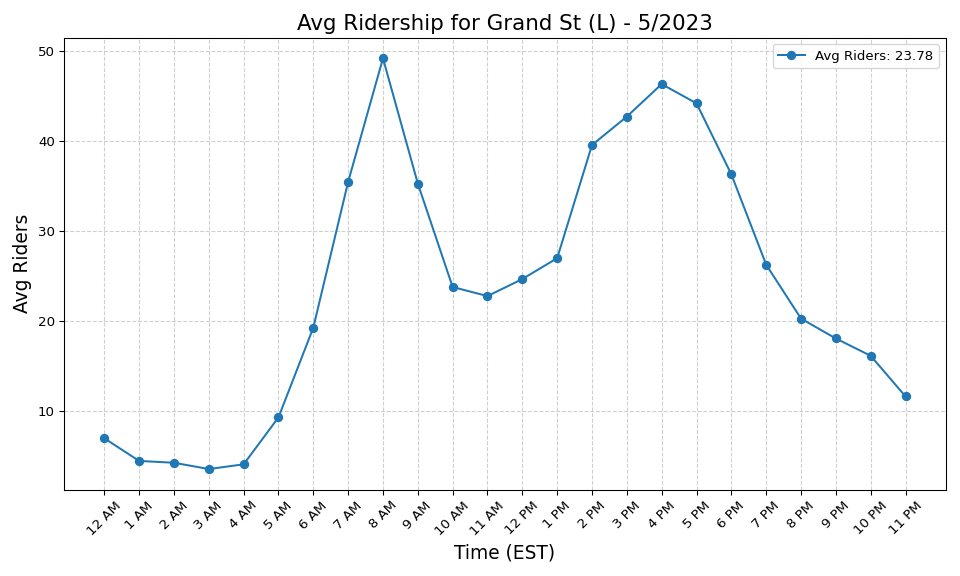 Avg Ridership for Grand St (L) - 5/2023
Avg Riders: 23.78
50
40
30
20
10
Avg Riders
12 AM
1 AM
2 AM
3 AM
4 AM
5 AM
6 AM
7 AM
8 AM
9 AM
10 AM
11 AM
12 PM
1 PM
2 PM
3 PM
4 PM
5 PM
6 PM
7 PM
8 PM
9 PM
10 PM
11 PM
Time (EST)